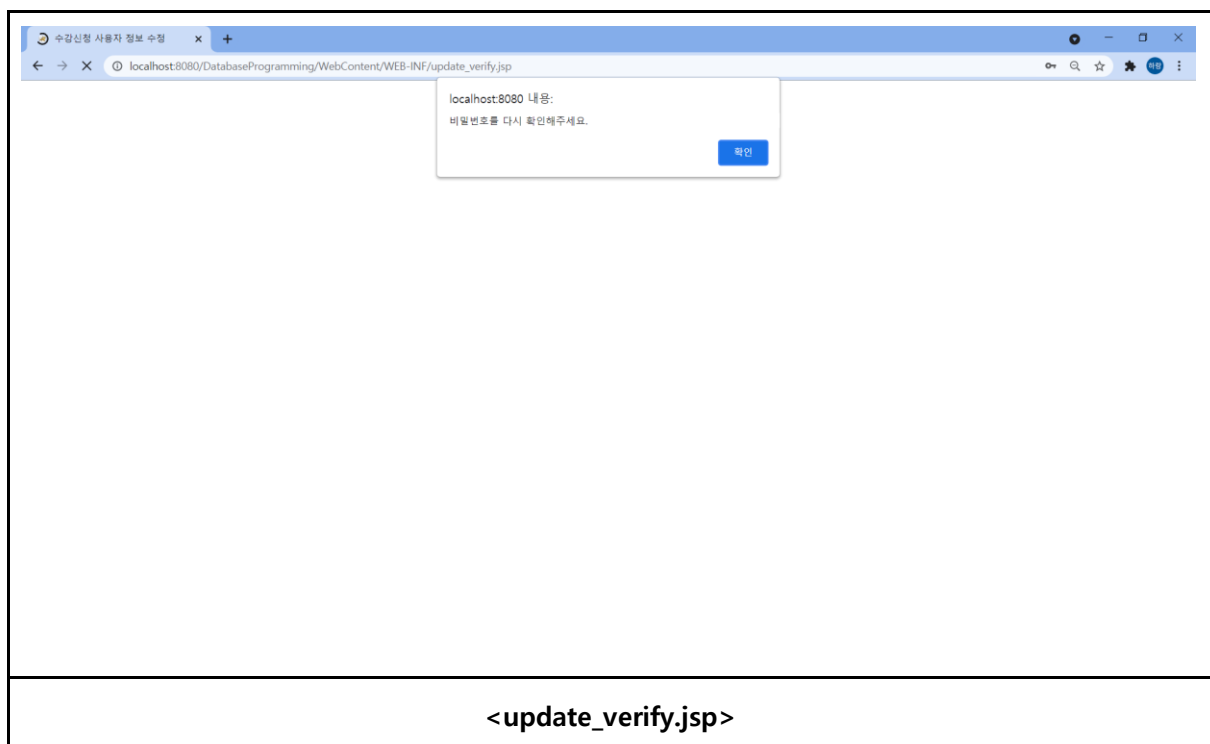 수강신청 사용자 정보 수정
localhost:8080/DatabaseProgramming/WebContent/WEB-INF/update_verify.jsp
하람
localhost:8080 내용:
비밀번호를 다시 확인해주세요.
확인
<update_verify.jsp>